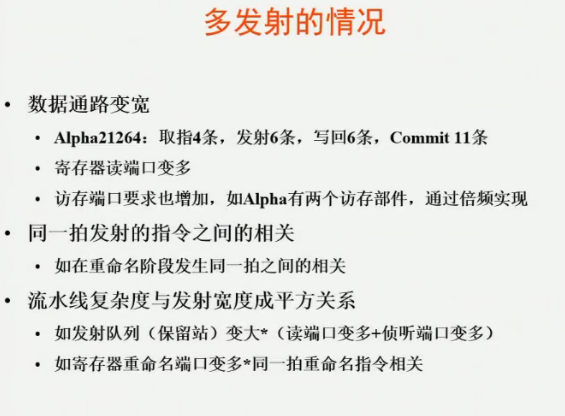 多发射的情况
• 数据通路变宽
• Alpha21264：取指4条，发射6条，写回6条，Commit 11条
• 寄存器读端口变多
• 访存端口要求也增加，如Alpha有两个访存部件，通过倍频实现
• 同一拍发射的指令之间的相关
• 如在重命名阶段发生同一拍之间的相关
• 流水线复杂度与发射宽度成平方关系
• 如发射队列（保留站）变大*（读端口变多+侦听端口变多）
• 如寄存器重命名端口变多*同一拍重命名指令相关